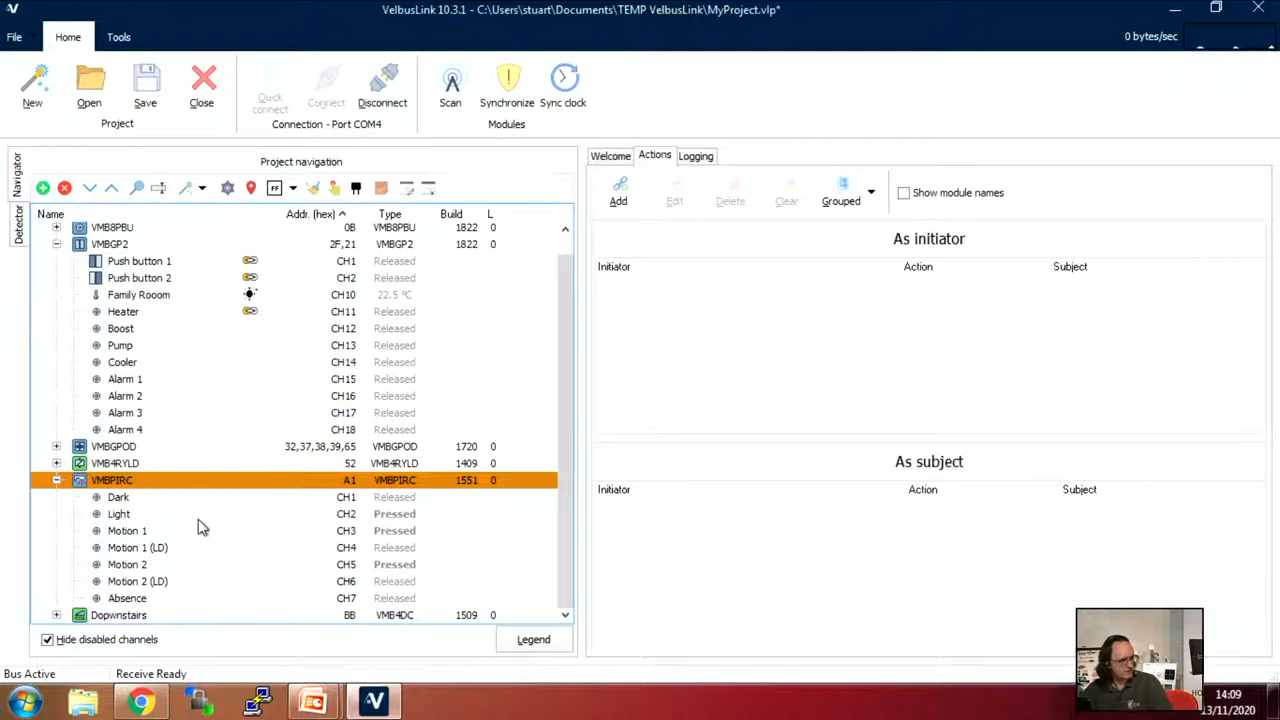 VelbusLink 10.3.1 - C:\Users\stuart\Documents\TEMP VelbusLink\MyProject.vlp*
File Home Tools 0 bytes/sec
New Open Save Close Quick connect Connect Disconnect Scan Synchronize Sync clock
Project Connection - Port COM4 Modules
Navigator
Detector
Project navigation
FF
Name Addr. (hex) Type Build L
VMB8PBU 0B VMB8PBU 1822 0
VMBGP2 2F,21 VMBGP2 1822 0
Push button 1 CH1 Released
Push button 2 CH2 Released
Family Rooom CH10 22.5 °C
Heater CH11 Released
Boost CH12 Released
Pump CH13 Released
Cooler CH14 Released
Alarm 1 CH15 Released
Alarm 2 CH16 Released
Alarm 3 CH17 Released
Alarm 4 CH18 Released
VMBGPOD 32,37,38,39,65 VMBGPOD 1720 0
VMB4RYLD 52 VMB4RYLD 1409 0
VMBPIRC A1 VMBPIRC 1551 0
Dark CH1 Released
Light CH2 Pressed
Motion 1 CH3 Pressed
Motion 1 (LD) CH4 Released
Motion 2 CH5 Pressed
Motion 2 (LD) CH6 Released
Absence CH7 Released
Dopwnstairs BB VMB4DC 1509 0
Hide disabled channels Legend
Welcome Actions Logging
Add Edit Delete Clear Grouped Show module names
As initiator
Initiator Action Subject
As subject
Initiator Action Subject
Bus Active Receive Ready
14:09
13/11/2020